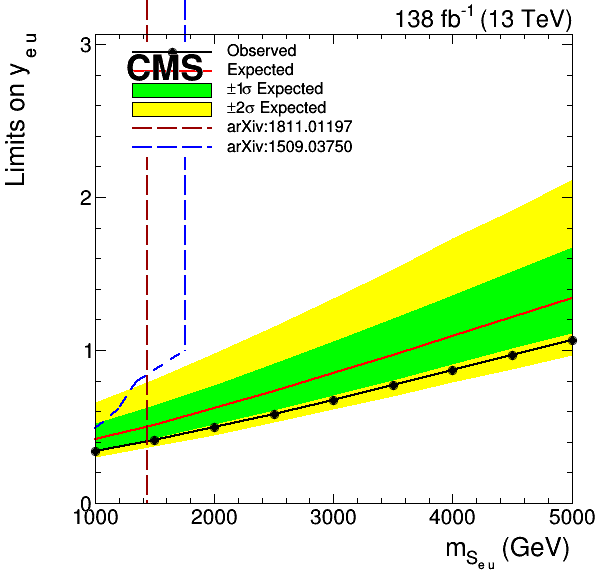 138 fb⁻¹ (13 TeV)
Limits on y e u
3
2
1
0
CMS
Observed
Expected
±1σ Expected
±2σ Expected
arXiv:1811.01197
arXiv:1509.03750
1000 2000 3000 4000 5000
m S e u (GeV)